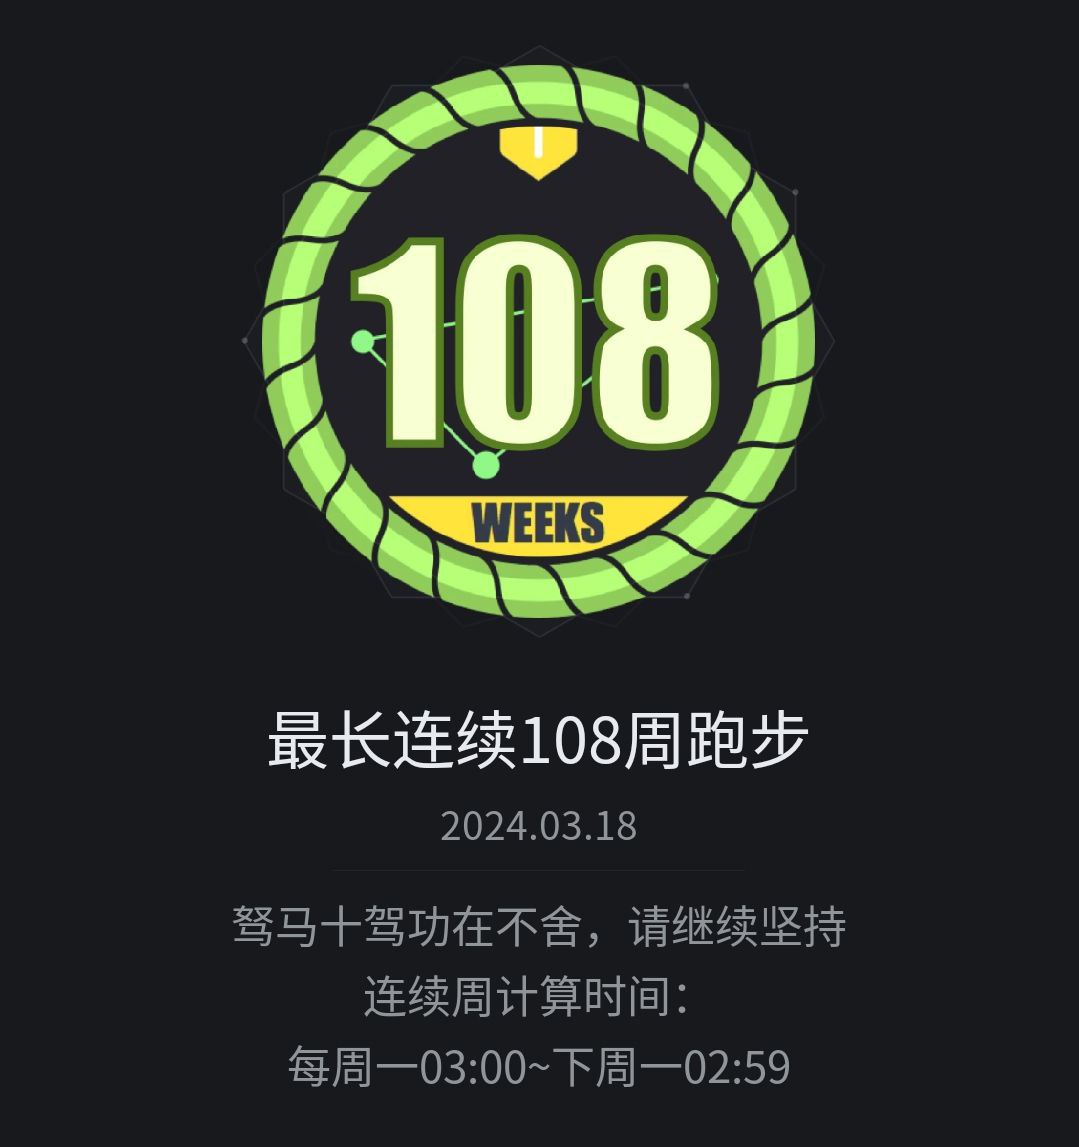 108
WEEKS
最长连续108周跑步
2024.03.18
驽马十驾功在不舍，请继续坚持
连续周计算时间：
每周一03:00~下周一02:59